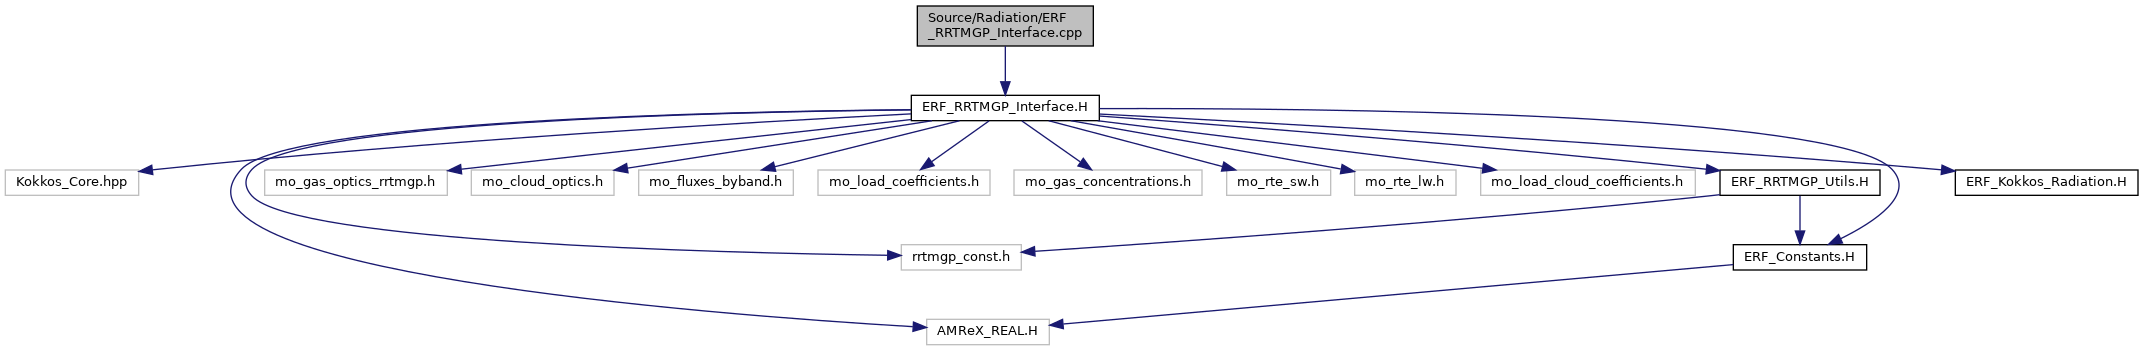 Source/Radiation/ERF
_RRTMGP_Interface.cpp
ERF_RRTMGP_Interface.H
Kokkos_Core.hpp
mo_gas_optics_rrtmgp.h
mo_cloud_optics.h
mo_fluxes_byband.h
mo_load_coefficients.h
mo_gas_concentrations.h
mo_rte_sw.h
mo_rte_lw.h
mo_load_cloud_coefficients.h
ERF_RRTMGP_Utils.H
ERF_Kokkos_Radiation.H
rrtmgp_const.h
ERF_Constants.H
AMReX_REAL.H